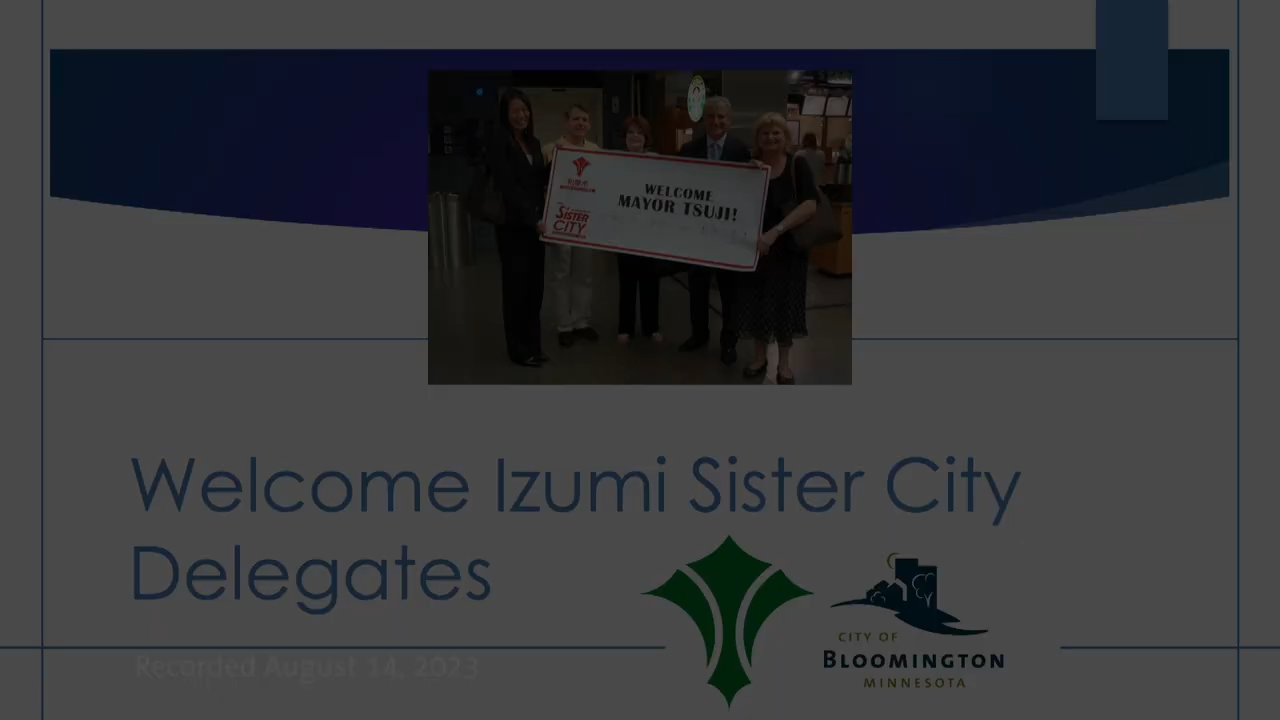 WELCOME
MAYOR TSUJI!
SISTER
CITY
Welcome Izumi Sister City
Delegates
CITY OF
BLOOMINGTON
MINNESOTA
Recorded August 14, 2023